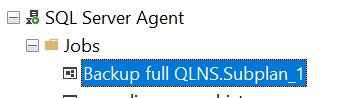 SQL Server Agent
Jobs
Backup full QLNS.Subplan_1